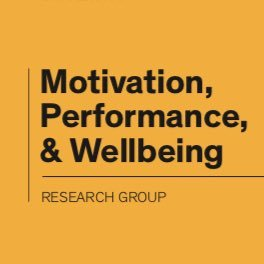 Motivation,
Performance,
& Wellbeing
RESEARCH GROUP